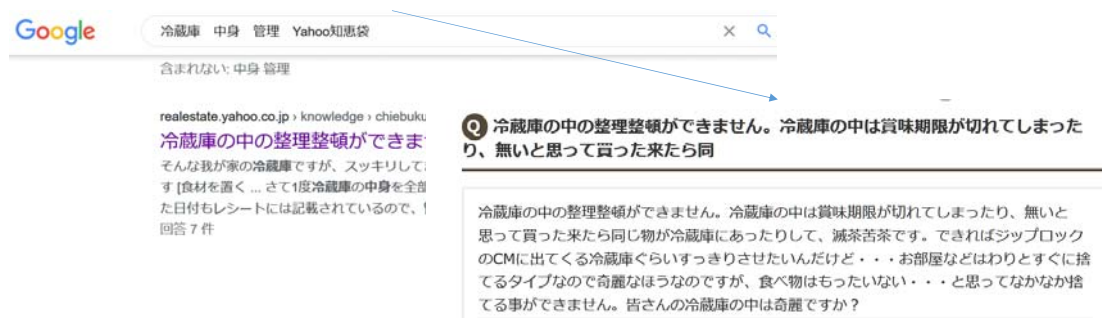 Google
冷蔵庫 中身 管理 Yahoo知恵袋
含まれない: 中身 管理
realestate.yahoo.co.jp › knowledge › chiebuku
冷蔵庫の中の整理整頓ができま
そんな我が家の冷蔵庫ですが、スッキリして
す [食材を置く ... さて1度冷蔵庫の中身を全部
た日付もレシートには記載されているので、
回答 7 件
Q 冷蔵庫の中の整理整頓ができません。冷蔵庫の中は賞味期限が切れてしまった
り、無いと思って買った来たら同
冷蔵庫の中の整理整頓ができません。冷蔵庫の中は賞味期限が切れてしまったり、無いと
思って買った来たら同じ物が冷蔵庫にあったりして、滅茶苦茶です。できればジップロック
のCMに出てくる冷蔵庫ぐらいすっきりさせたいんだけど・・・お部屋などはわりとすぐに捨
てるタイプなので奇麗なほうなのですが、食べ物はもったいない・・・と思ってなかなか捨
てる事ができません。皆さんの冷蔵庫の中は奇麗ですか？